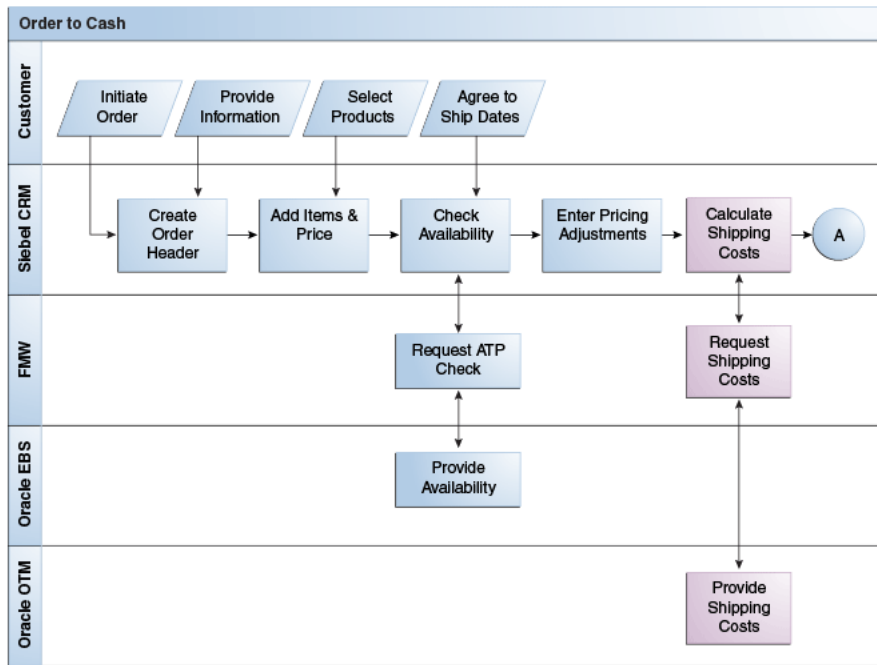 Order to Cash
Customer
Initiate
Order
Provide
Information
Select
Products
Agree to
Ship Dates
Siebel CRM
Create
Order
Header
Add Items &
Price
Check
Availability
Enter Pricing
Adjustments
Calculate
Shipping
Costs
A
FMW
Request ATP
Check
Request
Shipping
Costs
Oracle EBS
Provide
Availability
Oracle OTM
Provide
Shipping
Costs